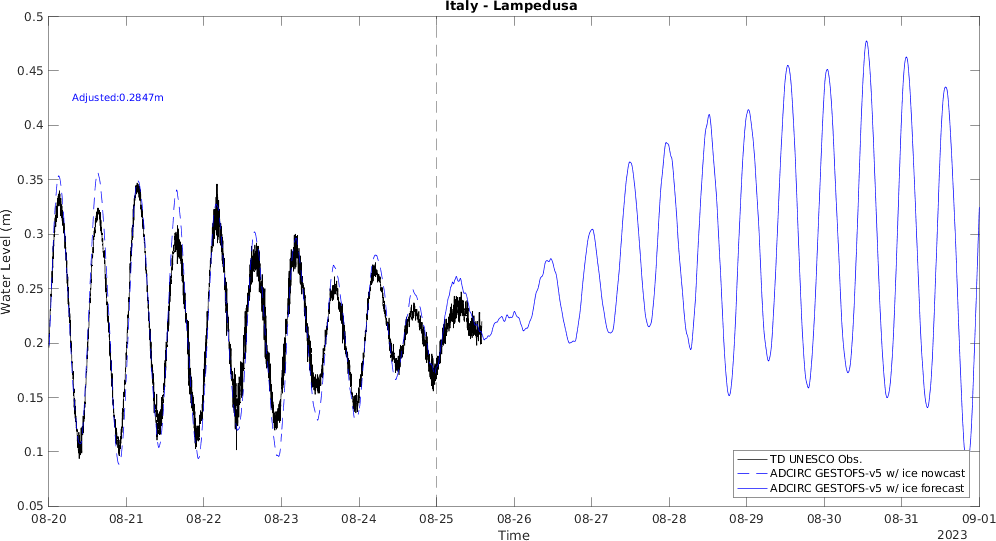 Italy - Lampedusa
0.5
0.45
0.4
0.35
0.3
0.25
0.2
0.15
0.1
0.05
Water Level (m)
Adjusted:0.2847m
TD UNESCO Obs.
ADCIRC GESTOFS-v5 w/ ice nowcast
ADCIRC GESTOFS-v5 w/ ice forecast
08-20 08-21 08-22 08-23 08-24 08-25 08-26 08-27 08-28 08-29 08-30 08-31 09-01
Time
2023